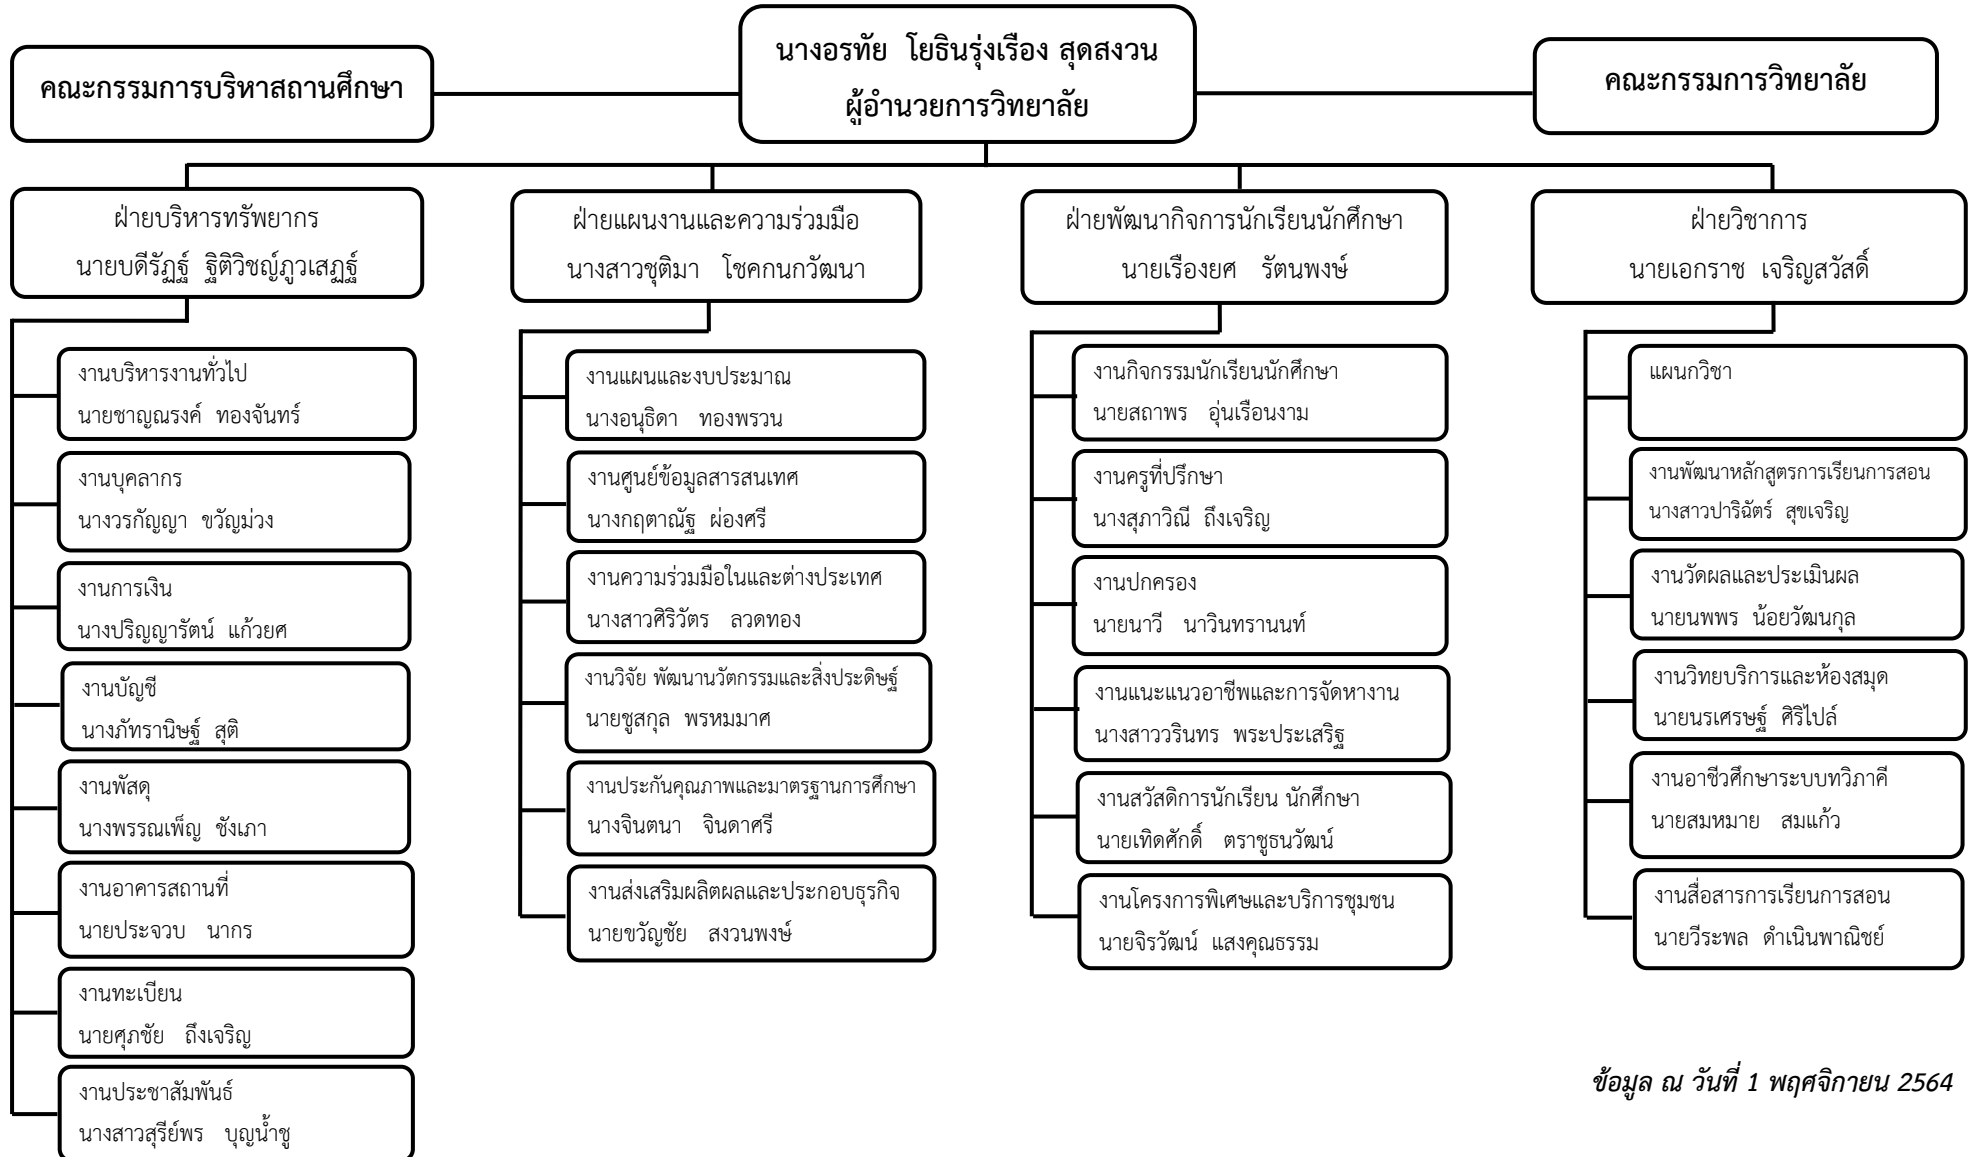 นางอรทัย โยธินรุ่งเรือง สุดสงวน
ผู้อำนวยการวิทยาลัย
คณะกรรมการบริหาสถานศึกษา
คณะกรรมการวิทยาลัย
ฝ่ายบริหารทรัพยากร
นายบดีรัฏฐ์ ฐิติวิชญ์ภูวเสฏฐ์
งานบริหารงานทั่วไป
นายชาญณรงค์ ทองจันทร์
งานบุคลากร
นางวรกัญญา ขวัญม่วง
งานการเงิน
นางปริญญารัตน์ แก้วยศ
งานบัญชี
นางภัทรานิษฐ์ สุติ
งานพัสดุ
นางพรรณเพ็ญ ชังเภา
งานอาคารสถานที่
นายประจวบ นากร
งานทะเบียน
นายศุภชัย ถึงเจริญ
งานประชาสัมพันธ์
นางสาวสุรีย์พร บุญน้ำชู
ฝ่ายแผนงานและความร่วมมือ
นางสาวชุติมา โชคกนกวัฒนา
งานแผนและงบประมาณ
นางอนุธิดา ทองพรวน
งานศูนย์ข้อมูลสารสนเทศ
นางกฤตาณัฐ ผ่องศรี
งานความร่วมมือในและต่างประเทศ
นางสาวศิริวัตร ลวดทอง
งานวิจัย พัฒนานวัตกรรมและสิ่งประดิษฐ์
นายชูสกุล พรหมมาศ
งานประกันคุณภาพและมาตรฐานการศึกษา
นางจินตนา จินดาศรี
งานส่งเสริมผลิตผลและประกอบธุรกิจ
นายขวัญชัย สงวนพงษ์
ฝ่ายพัฒนากิจการนักเรียนนักศึกษา
นายเรืองยศ รัตนพงษ์
งานกิจกรรมนักเรียนนักศึกษา
นายสถาพร อุ่นเรือนงาม
งานครูที่ปรึกษา
นางสุภาวิณี ถึงเจริญ
งานปกครอง
นายนาวี นาวินทรานนท์
งานแนะแนวอาชีพและการจัดหางาน
นางสาววรินทร พระประเสริฐ
งานสวัสดิการนักเรียน นักศึกษา
นายเทิดศักดิ์ ตราชูธนวัฒน์
งานโครงการพิเศษและบริการชุมชน
นายจิรวัฒน์ แสงคุณธรรม
ฝ่ายวิชาการ
นายเอกราช เจริญสวัสดิ์
แผนกวิชา
งานพัฒนาหลักสูตรการเรียนการสอน
นางสาวปาริฉัตร์ สุขเจริญ
งานวัดผลและประเมินผล
นายนพพร น้อยวัฒนกุล
งานวิทยบริการและห้องสมุด
นายนรเศรษฐ์ ศิริไปล์
งานอาชีวศึกษาระบบทวิภาคี
นายสมหมาย สมแก้ว
งานสื่อสารการเรียนการสอน
นายวีระพล ดำเนินพาณิชย์
ข้อมูล ณ วันที่ 1 พฤศจิกายน 2564